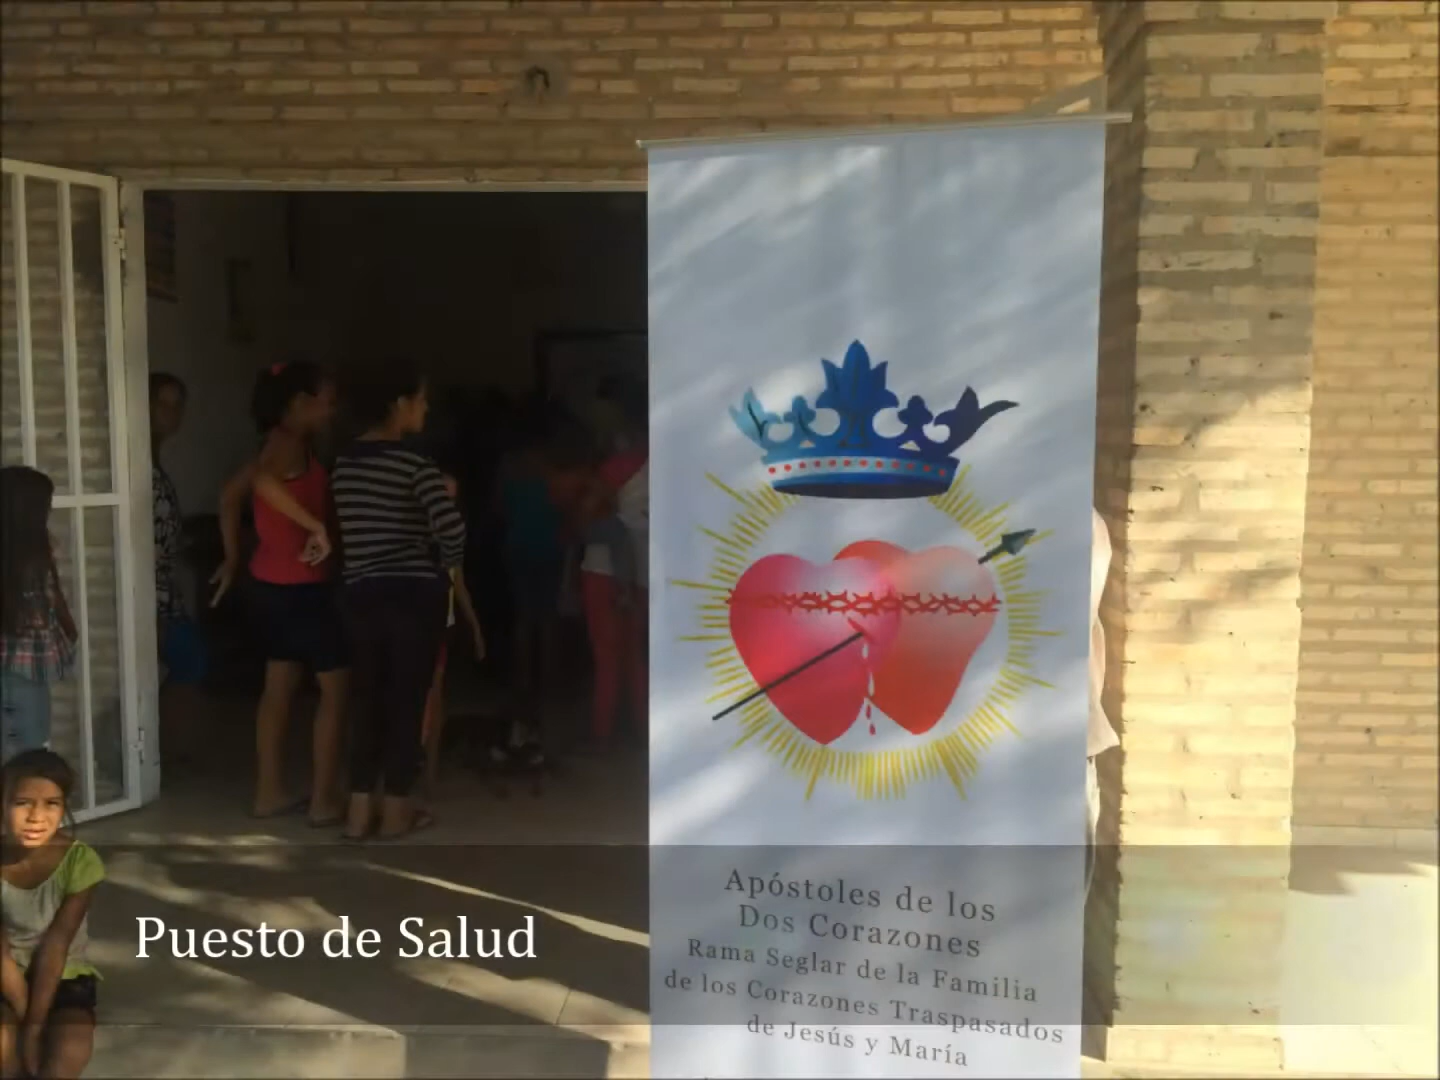 Apóstoles de los
Dos Corazones
Rama Seglar de la Familia
de los Corazones Traspasados
de Jesús y María
Puesto de Salud